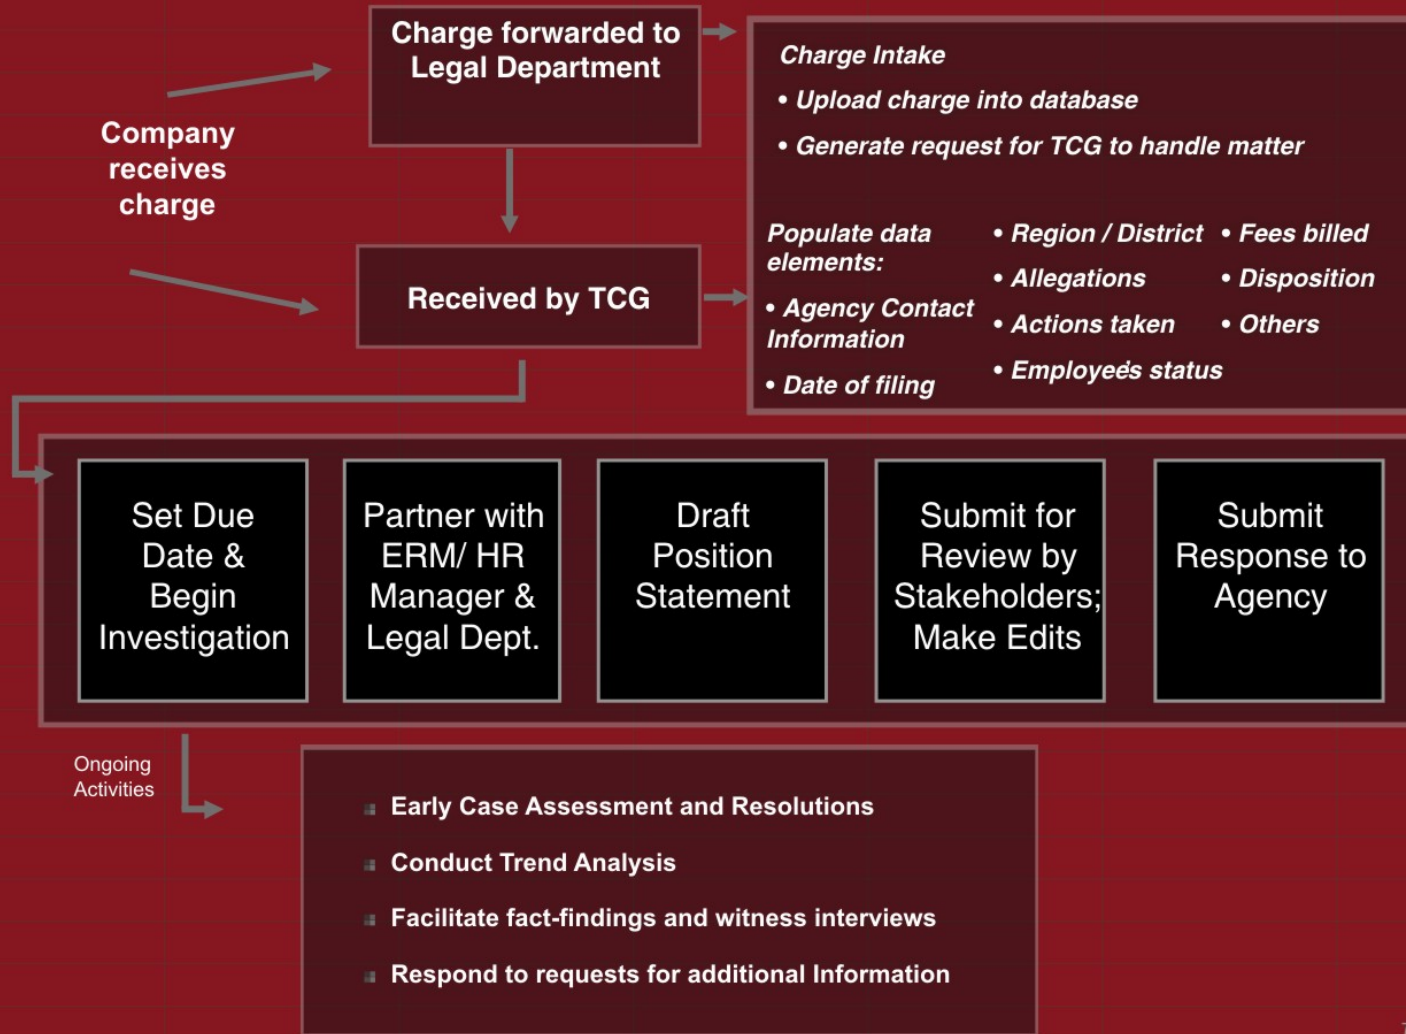 Charge forwarded to
Legal Department
Company
receives
charge
Received by TCG
Charge Intake
• Upload charge into database
• Generate request for TCG to handle matter
Populate data
elements:
• Agency Contact
Information
• Date of filing
• Region / District
• Allegations
• Actions taken
• Employee's status
• Fees billed
• Disposition
• Others
Set Due
Date &
Begin
Investigation
Partner with
ERM/ HR
Manager &
Legal Dept.
Draft
Position
Statement
Submit for
Review by
Stakeholders;
Make Edits
Submit
Response to
Agency
Ongoing
Activities
Early Case Assessment and Resolutions
Conduct Trend Analysis
Facilitate fact-findings and witness interviews
Respond to requests for additional Information